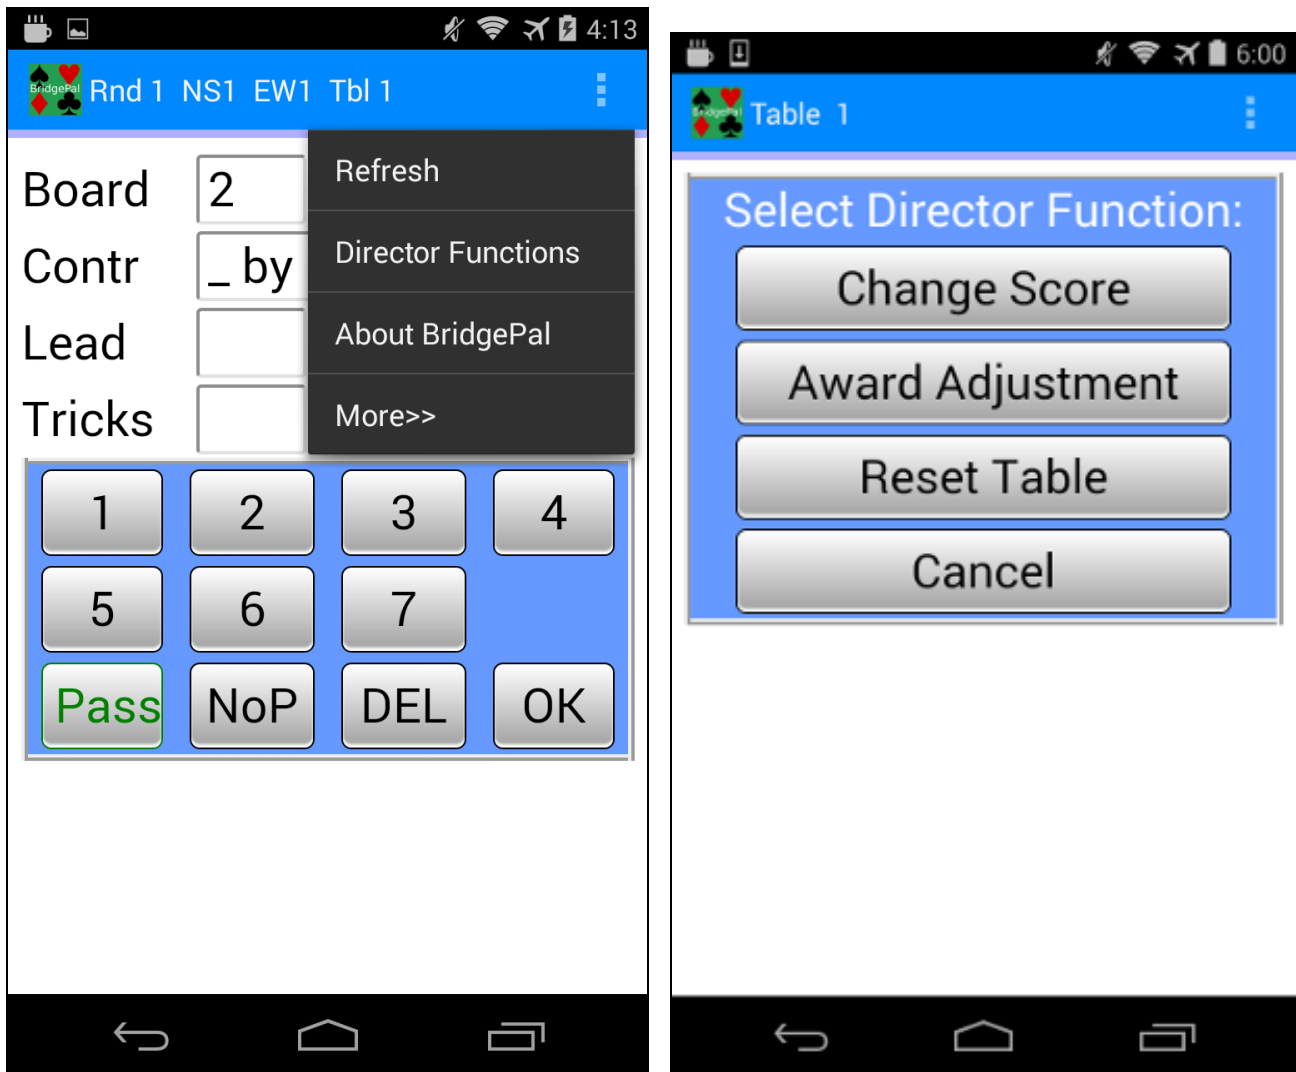 4:13
BridgePal
Rnd 1 NS1 EW1 Tbl 1
Refresh
Board 2
Director Functions
Contr _ by
About BridgePal
Lead
More>>
Tricks
1 2 3 4
5 6 7
Pass NoP DEL OK
6:00
BridgePal
Table 1
Select Director Function:
Change Score
Award Adjustment
Reset Table
Cancel